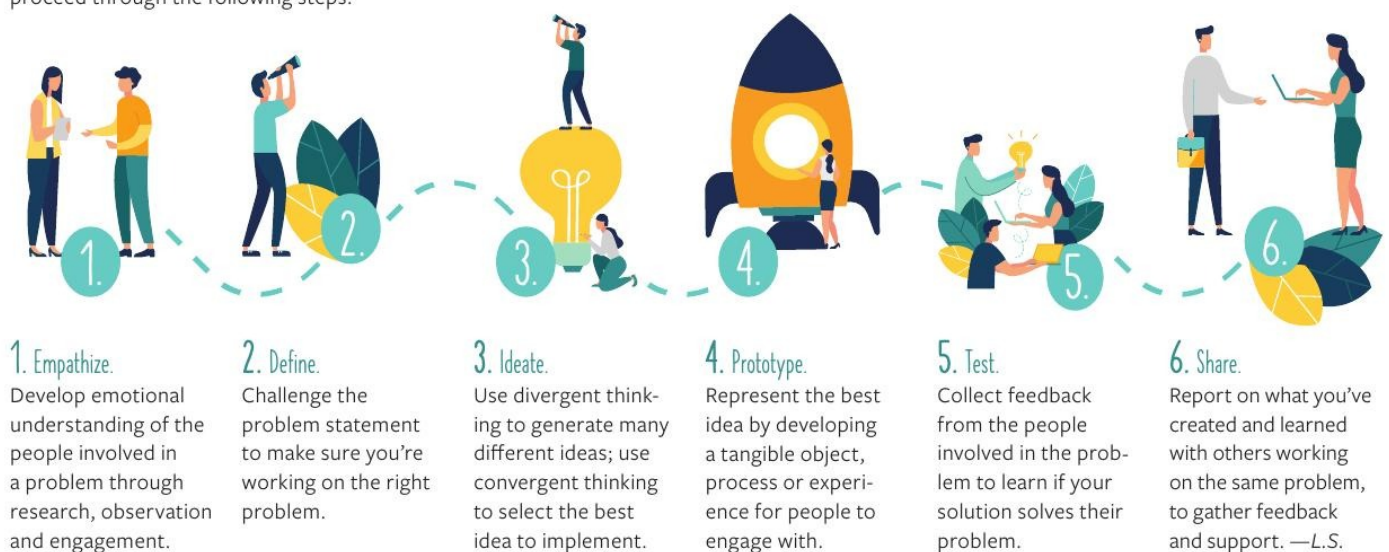 proceed through the following steps.
1.
2.
3.
4.
5.
6.
1. Empathize.
Develop emotional
understanding of the
people involved in
a problem through
research, observation
and engagement.
2. Define.
Challenge the
problem statement
to make sure you're
working on the right
problem.
3. Ideate.
Use divergent think-
ing to generate many
different ideas; use
convergent thinking
to select the best
idea to implement.
4. Prototype.
Represent the best
idea by developing
a tangible object,
process or experi-
ence for people to
engage with.
5. Test.
Collect feedback
from the people
involved in the prob-
lem to learn if your
solution solves their
problem.
6. Share.
Report on what you've
created and learned
with others working
on the same problem,
to gather feedback
and support. —L.S.